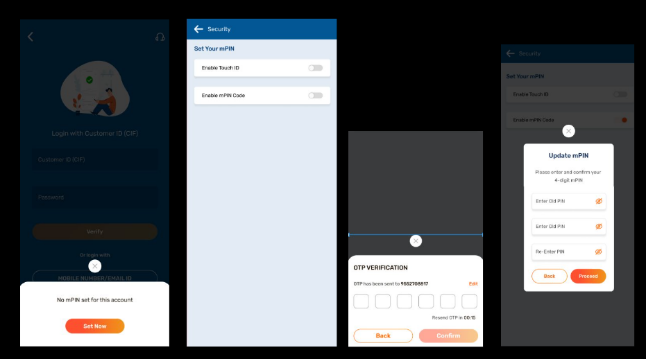 Login with Customer ID (CIF)
Customer ID (CIF)
Password
Verify
Or login with
MOBILE NUMBER/EMAIL ID
No mPIN set for this account
Set Now
Security
Set Your mPIN
Enable Touch ID
Enable mPIN Code
OTP VERIFICATION
OTP has been sent to 9552708517
Edit
Resend OTP in 00:15
Back
Confirm
Security
Set Your mPIN
Enable Touch ID
Enable mPIN Code
Update mPIN
Please enter and confirm your
4-digit mPIN!
Enter Old PIN
Enter Old PIN
Re-Enter PIN
Back
Proceed